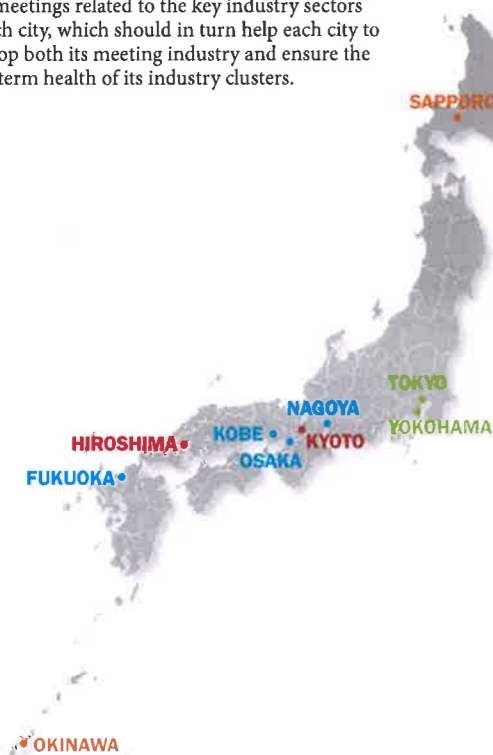 meetings related to the key industry sectors
ch city, which should in turn help each city to
op both its meeting industry and ensure the
term health of its industry clusters.
SAPPORO
TOKYO
NAGOYA
YOKOHAMA
KOBE
KYOTO
HIROSHIMA
OSAKA
FUKUOKA
OKINAWA